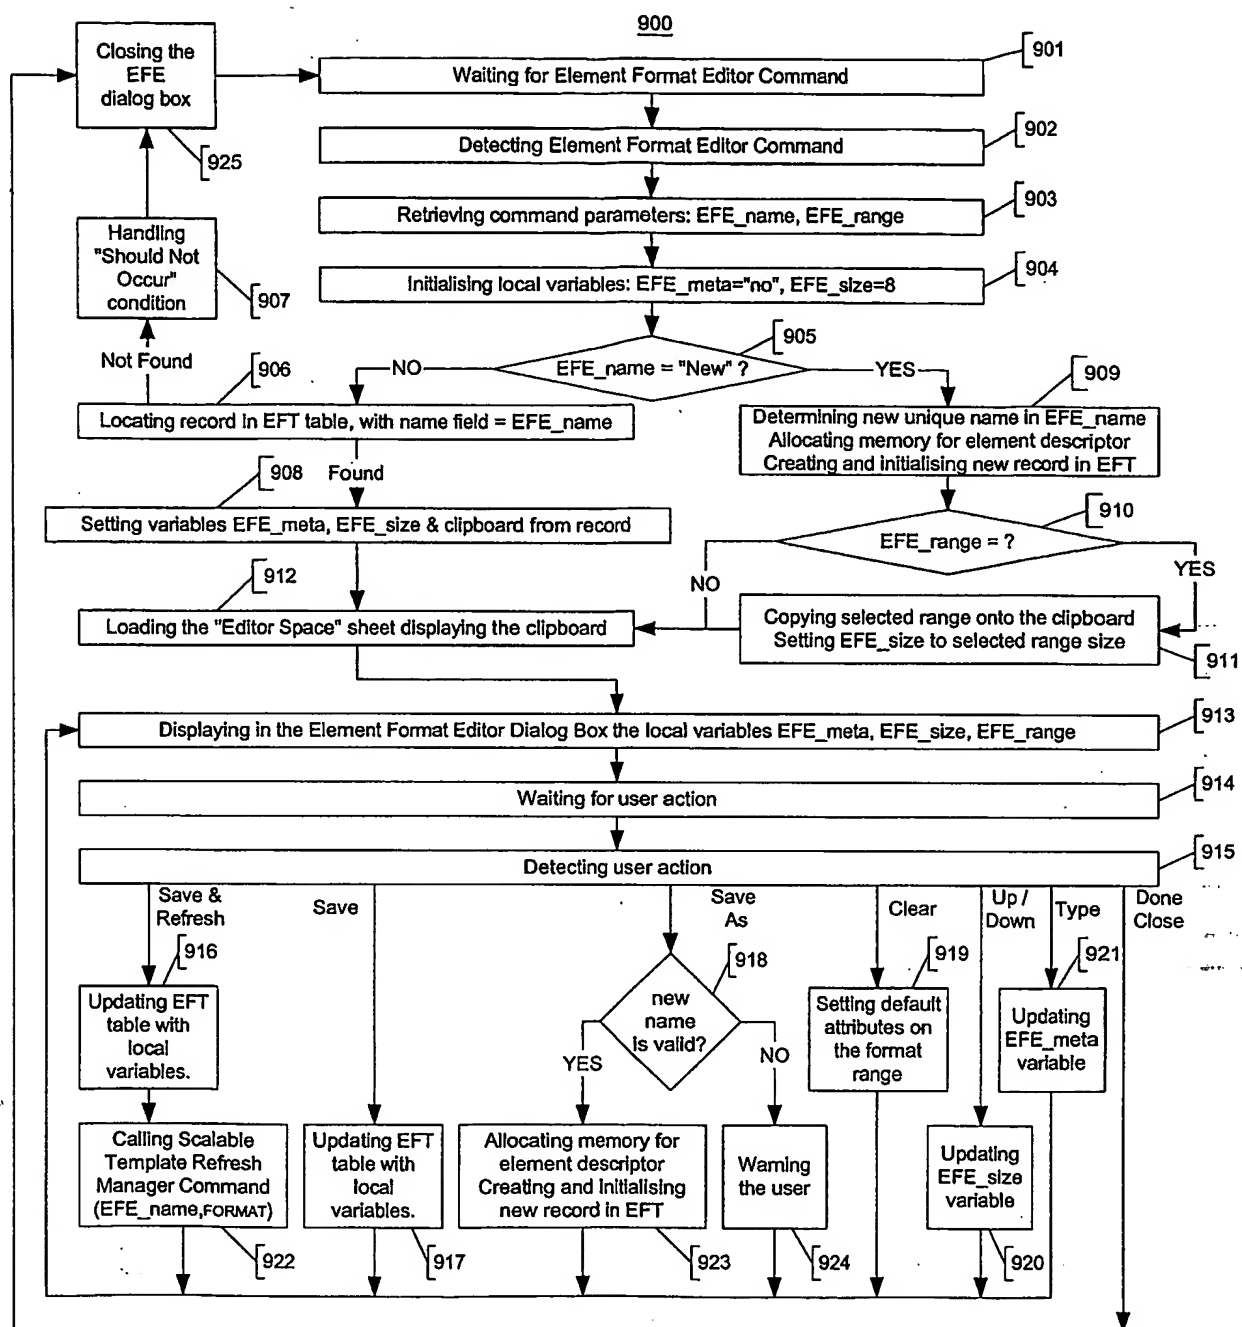 900
Closing the
EFE
dialog box
925
Waiting for Element Format Editor Command
901
Detecting Element Format Editor Command
902
Retrieving command parameters: EFE_name, EFE_range
903
Initialising local variables: EFE_meta="no", EFE_size=8
904
Handling
"Should Not
Occur"
condition
907
Not Found
906
NO
EFE_name = "New" ?
905
YES
909
Locating record in EFT table, with name field = EFE_name
Determining new unique name in EFE_name
Allocating memory for element descriptor
Creating and initialising new record in EFT
908
Found
Setting variables EFE_meta, EFE_size & clipboard from record
910
EFE_range = ?
NO
YES
912
Loading the "Editor Space" sheet displaying the clipboard
Copying selected range onto the clipboard
Setting EFE_size to selected range size
911
Displaying in the Element Format Editor Dialog Box the local variables EFE_meta, EFE_size, EFE_range
913
Waiting for user action
914
Detecting user action
915
Save &
Refresh
Save
Save
As
Clear
Up /
Down
Type
Done
Close
916
Updating EFT
table with
local
variables.
918
new
name
is valid?
YES
NO
919
Setting default
attributes on
the format
range
921
Updating
EFE_meta
variable
Calling Scalable
Template Refresh
Manager Command
(EFE_name,FORMAT)
922
Updating EFT
table with
local
variables.
917
Allocating memory for
element descriptor
Creating and initialising
new record in EFT
923
Warning
the user
924
Updating
EFE_size
variable
920